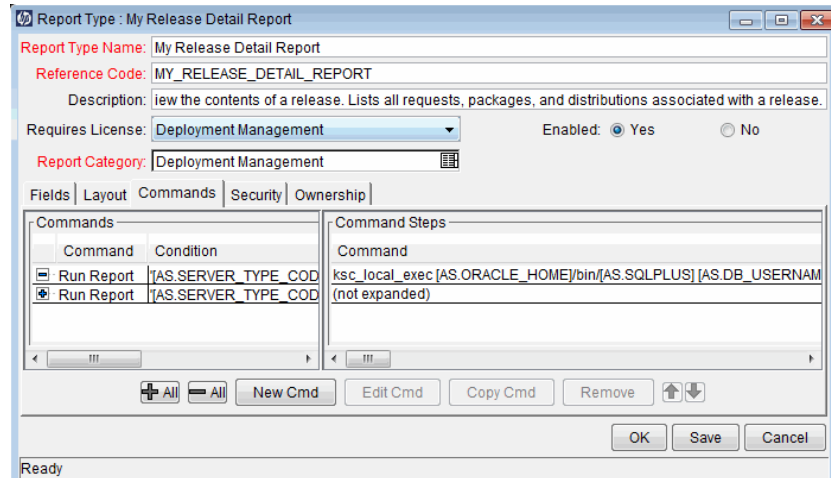 Report Type : My Release Detail Report
Report Type Name: My Release Detail Report
Reference Code: MY_RELEASE_DETAIL_REPORT
Description: iew the contents of a release. Lists all requests, packages, and distributions associated with a release.
Requires License: Deployment Management Enabled: Yes No
Report Category: Deployment Management
Fields Layout Commands Security Ownership
Commands Command Steps
Command Condition Command
Run Report '[AS.SERVER_TYPE_COD ksc_local_exec [AS.ORACLE_HOME]/bin/[AS.SQLPLUS] [AS.DB_USERNAM
Run Report '[AS.SERVER_TYPE_COD (not expanded)
All All New Cmd Edit Cmd Copy Cmd Remove
OK Save Cancel
Ready